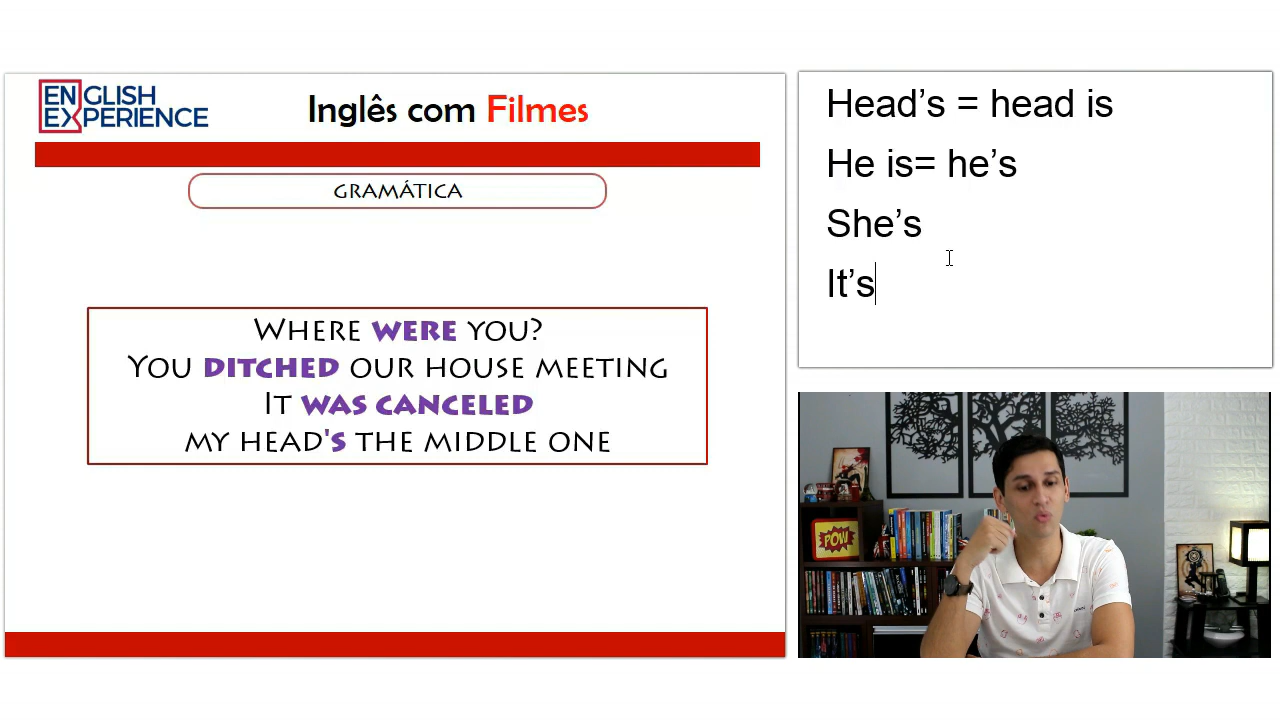 ENGLISH
EXPERIENCE
Inglês com Filmes
GRAMÁTICA
WHERE WERE YOU?
YOU DITCHED OUR HOUSE MEETING
IT WAS CANCELED
MY HEAD'S THE MIDDLE ONE
Head’s = head is
He is= he’s
She’s
It’s
POW